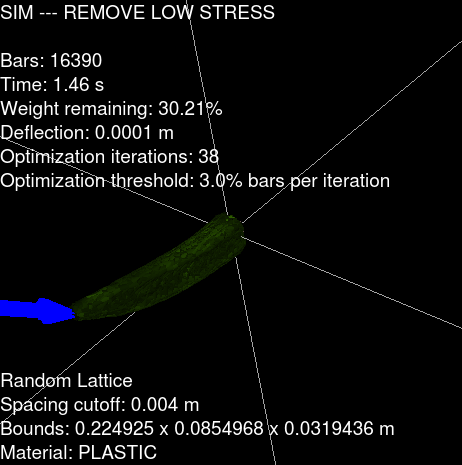 SIM --- REMOVE LOW STRESS
Bars: 16390
Time: 1.46 s
Weight remaining: 30.21%
Deflection: 0.0001 m
Optimization iterations: 38
Optimization threshold: 3.0% bars per iteration
Random Lattice
Spacing cutoff: 0.004 m
Bounds: 0.224925 x 0.0854968 x 0.0319436 m
Material: PLASTIC